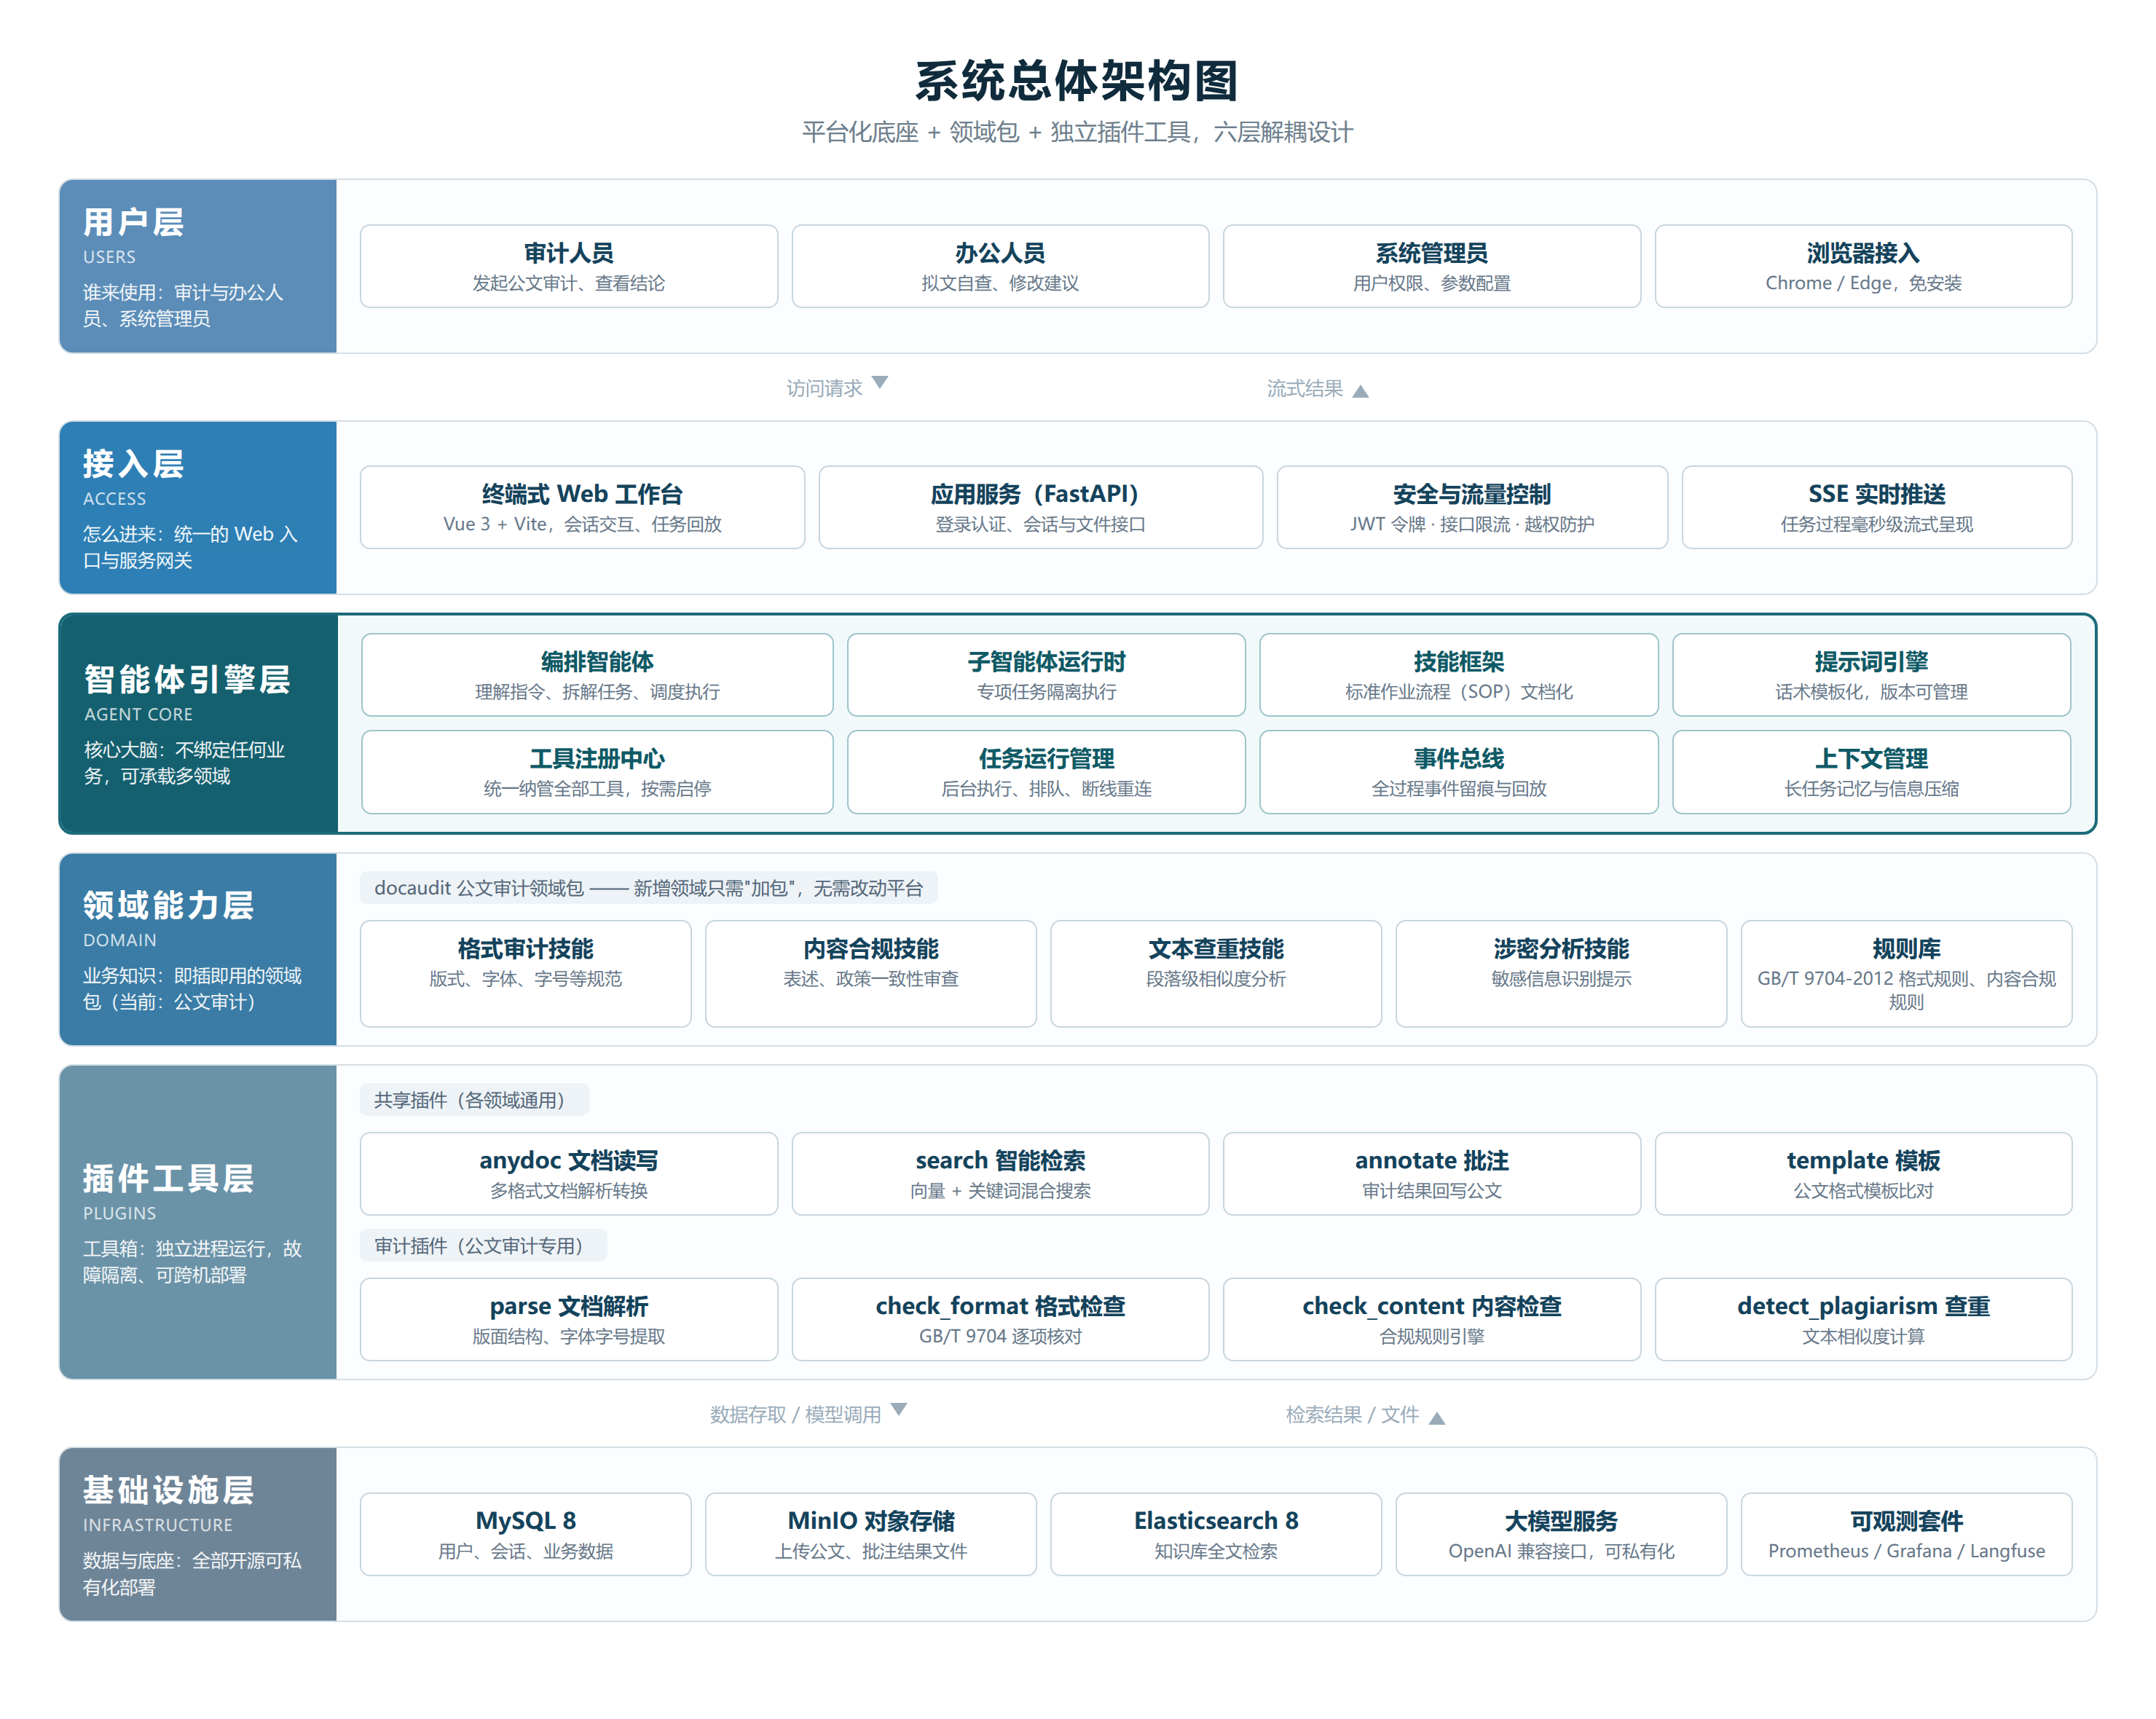 系统总体架构图
平台化底座 + 领域包 + 独立插件工具，六层解耦设计
用户层
USERS
谁来使用：审计与办公人
员、系统管理员
审计人员
发起公文审计、查看结论
办公人员
拟文自查、修改建议
系统管理员
用户权限、参数配置
浏览器接入
Chrome / Edge，免安装
访问请求 ▼
流式结果 ▲
接入层
ACCESS
怎么进来：统一的 Web 入
口与服务网关
终端式 Web 工作台
Vue 3 + Vite，会话交互、任务回放
应用服务（FastAPI）
登录认证、会话与文件接口
安全与流量控制
JWT 令牌 · 接口限流 · 越权防护
SSE 实时推送
任务过程毫秒级流式呈现
智能体引擎层
AGENT CORE
核心大脑：不绑定任何业
务，可承载多领域
编排智能体
理解指令、拆解任务、调度执行
子智能体运行时
专项任务隔离执行
技能框架
标准作业流程（SOP）文档化
提示词引擎
话术模板化，版本可管理
工具注册中心
统一纳管全部工具，按需启停
任务运行管理
后台执行、排队、断线重连
事件总线
全过程事件留痕与回放
上下文管理
长任务记忆与信息压缩
领域能力层
DOMAIN
业务知识：即插即用的领域
包（当前：公文审计）
docaudit 公文审计领域包 —— 新增领域只需"加包"，无需改动平台
格式审计技能
版式、字体、字号等规范
内容合规技能
表述、政策一致性审查
文本查重技能
段落级相似度分析
涉密分析技能
敏感信息识别提示
规则库
GB/T 9704-2012 格式规则、内容合规
规则
插件工具层
PLUGINS
工具箱：独立进程运行，故
障隔离、可跨机部署
共享插件（各领域通用）
anydoc 文档读写
多格式文档解析转换
search 智能检索
向量 + 关键词混合搜索
annotate 批注
审计结果回写公文
template 模板
公文格式模板比对
审计插件（公文审计专用）
parse 文档解析
版面结构、字体字号提取
check_format 格式检查
GB/T 9704 逐项核对
check_content 内容检查
合规规则引擎
detect_plagiarism 查重
文本相似度计算
数据存取 / 模型调用 ▼
检索结果 / 文件 ▲
基础设施层
INFRASTRUCTURE
数据与底座：全部开源可私
有化部署
MySQL 8
用户、会话、业务数据
MinIO 对象存储
上传公文、批注结果文件
Elasticsearch 8
知识库全文检索
大模型服务
OpenAI 兼容接口，可私有化
可观测套件
Prometheus / Grafana / Langfuse